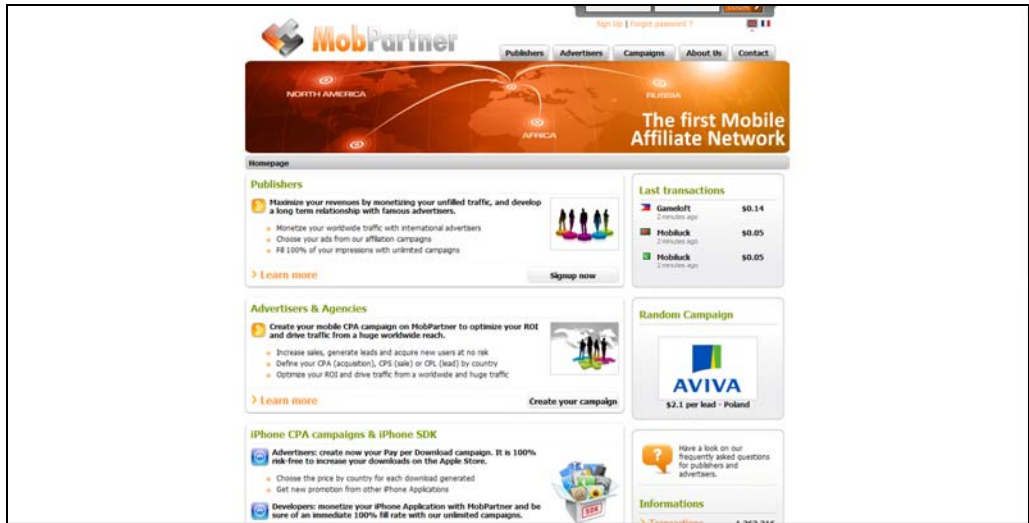 Sign Up | Forgot password ?
MobPartner
Publishers Advertisers Campaigns About Us Contact
NORTH AMERICA
RUSSIA
AFRICA
The first Mobile
Affiliate Network
Homepage
Publishers
Maximize your revenues by monetizing your unfilled traffic, and develop
a long term relationship with famous advertisers.
Monetize your worldwide traffic with international advertisers
Choose your ads from our affiliation campaigns
Fill 100% of your impressions with unlimited campaigns
> Learn more
Signup now
Last transactions
Gameloft $0.14
2 minutes ago
Mobiluck $0.05
2 minutes ago
Mobiluck $0.05
2 minutes ago
Advertisers & Agencies
Create your mobile CPA campaign on MobPartner to optimize your ROI
and drive traffic from a huge worldwide reach.
Increase sales, generate leads and acquire new users at no risk
Define your CPA (acquisition), CPS (sale) or CPL (lead) by country
Optimize your ROI and drive traffic from a worldwide and huge traffic
> Learn more
Create your campaign
Random Campaign
AVIVA
$2.1 per lead - Poland
iPhone CPA campaigns & iPhone SDK
Advertisers: create now your Pay per Download campaign. It is 100%
risk-free to increase your downloads on the Apple Store.
Choose the price by country for each download generated
Get new promotion from other iPhone Applications
Developers: monetize your iPhone Application with MobPartner and be
sure of an immediate 100% fill rate with our unlimited campaigns.
SDK
Have a look on our
frequently asked questions
for publishers and
advertisers.
Informations
> Transactions